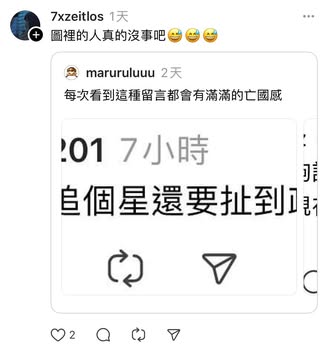 7xzeitlos 1天
圖裡的人真的沒事吧😅😅😅
maruruluuu 2天
每次看到這種留言都會有滿滿的亡國感
201 7小時
追個星還要扯到
2